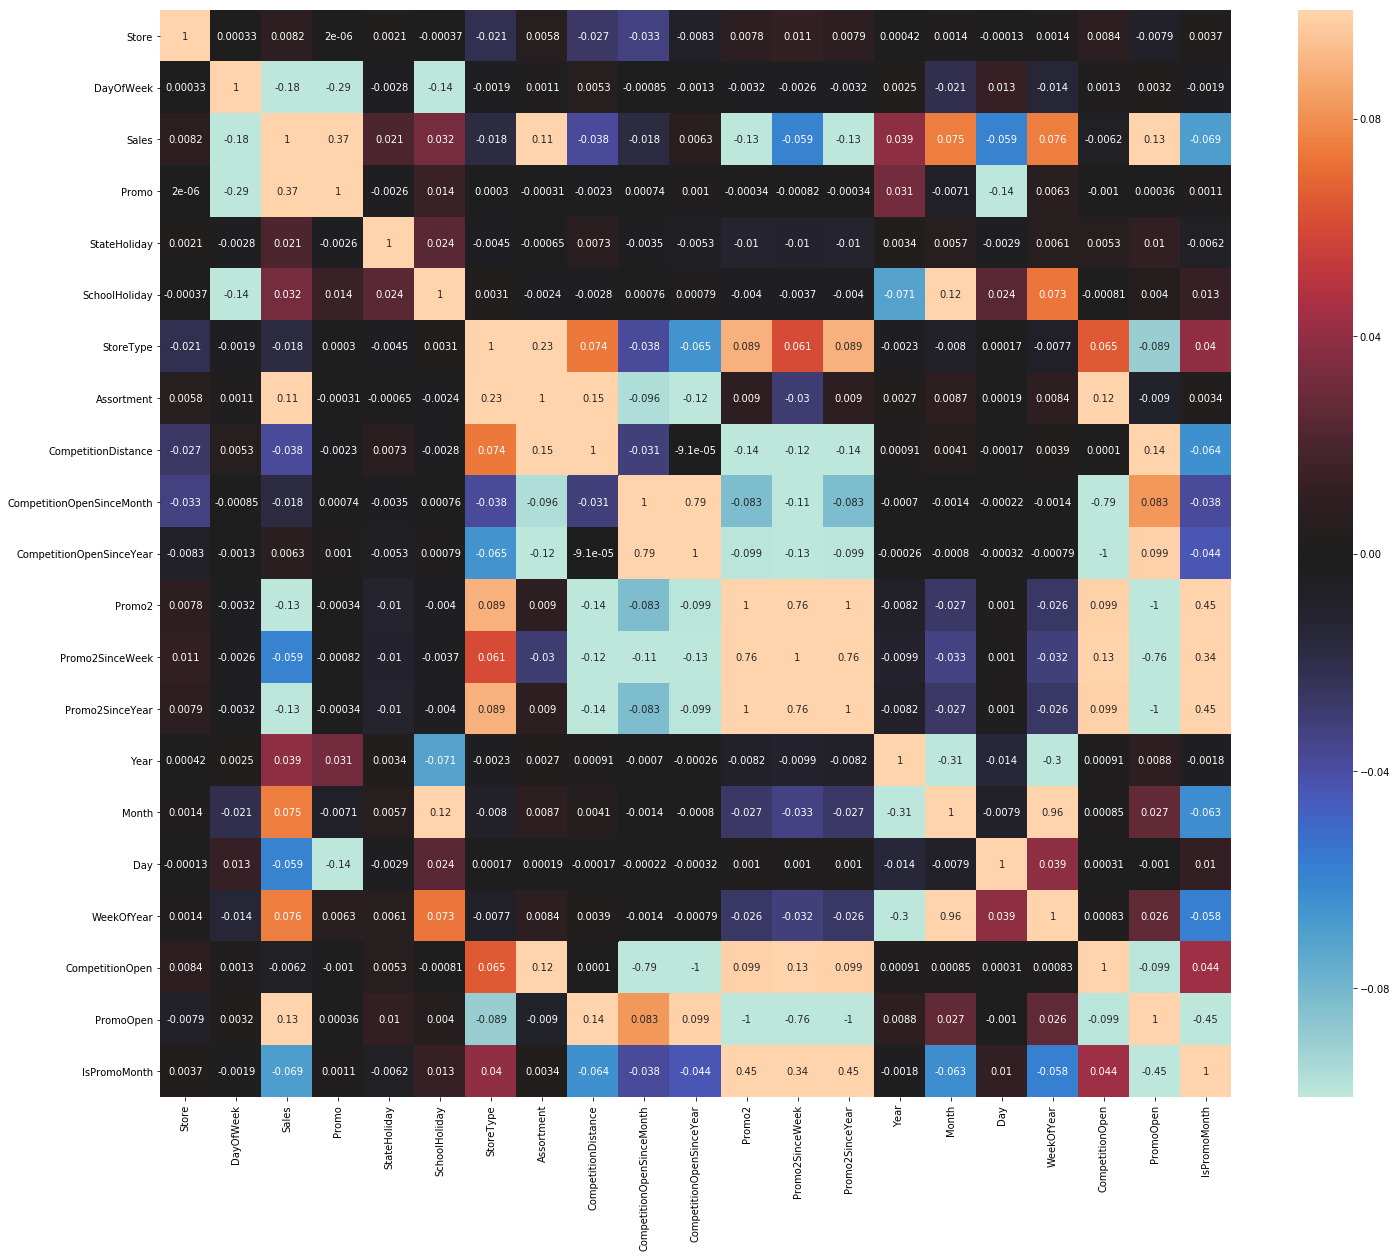 Store 1 0.00033 0.0082 2e-06 0.0021 -0.00037 -0.021 0.0058 -0.027 -0.033 -0.0083 0.0078 0.011 0.0079 0.00042 0.0014 -0.00013 0.0014 0.0084 -0.0079 0.0037
DayOfWeek 0.00033 1 -0.18 -0.29 -0.0028 -0.14 -0.0019 0.0011 0.0053 -0.00085 -0.0013 -0.0032 -0.0026 -0.0032 0.0025 -0.021 0.013 -0.014 0.0013 0.0032 -0.0019
0.08
Sales 0.0082 -0.18 1 0.37 0.021 0.032 -0.018 0.11 -0.038 -0.018 0.0063 -0.13 -0.059 -0.13 0.039 0.075 -0.059 0.076 -0.0062 0.13 -0.069
Promo 2e-06 -0.29 0.37 1 -0.0026 0.014 0.0003 -0.00031 -0.0023 0.00074 0.001 -0.00034 -0.00082 -0.00034 0.031 -0.0071 -0.14 0.0063 -0.001 0.00036 0.0011
StateHoliday 0.0021 -0.0028 0.021 -0.0026 1 0.024 -0.0045 -0.00065 0.0073 -0.0035 -0.0053 -0.01 -0.01 -0.01 0.0034 0.0057 -0.0029 0.0061 0.0053 0.01 -0.0062
SchoolHoliday -0.00037 -0.14 0.032 0.014 0.024 1 0.0031 -0.0024 -0.0028 0.00076 0.00079 -0.004 -0.0037 -0.004 -0.071 0.12 0.024 0.073 -0.00081 0.004 0.013
0.04
StoreType -0.021 -0.0019 -0.018 0.0003 -0.0045 0.0031 1 0.23 0.074 -0.038 -0.065 0.089 0.061 0.089 -0.0023 -0.008 0.00017 -0.0077 0.065 -0.089 0.04
Assortment 0.0058 0.0011 0.11 -0.00031 -0.00065 -0.0024 0.23 1 0.15 -0.096 -0.12 0.009 -0.03 0.009 0.0027 0.0087 0.00019 0.0084 0.12 -0.009 0.0034
CompetitionDistance -0.027 0.0053 -0.038 -0.0023 0.0073 -0.0028 0.074 0.15 1 -0.031 -9.1e-05 -0.14 -0.12 -0.14 0.00091 0.0041 -0.00017 0.0039 0.0001 0.14 -0.064
CompetitionOpenSinceMonth -0.033 -0.00085 -0.018 0.00074 -0.0035 0.00076 -0.038 -0.096 -0.031 1 0.79 -0.083 -0.11 -0.083 -0.0007 -0.0014 -0.00022 -0.0014 -0.79 0.083 -0.038
CompetitionOpenSinceYear -0.0083 -0.0013 0.0063 0.001 -0.0053 0.00079 -0.065 -0.12 -9.1e-05 0.79 1 -0.099 -0.13 -0.099 -0.00026 -0.0008 -0.00032 -0.00079 -1 0.099 -0.044
0.00
Promo2 0.0078 -0.0032 -0.13 -0.00034 -0.01 -0.004 0.089 0.009 -0.14 -0.083 -0.099 1 0.76 1 -0.0082 -0.027 0.001 -0.026 0.099 -1 0.45
Promo2SinceWeek 0.011 -0.0026 -0.059 -0.00082 -0.01 -0.0037 0.061 -0.03 -0.12 -0.11 -0.13 0.76 1 0.76 -0.0099 -0.033 0.001 -0.032 0.13 -0.76 0.34
Promo2SinceYear 0.0079 -0.0032 -0.13 -0.00034 -0.01 -0.004 0.089 0.009 -0.14 -0.083 -0.099 1 0.76 1 -0.0082 -0.027 0.001 -0.026 0.099 -1 0.45
Year 0.00042 0.0025 0.039 0.031 0.0034 -0.071 -0.0023 0.0027 0.00091 -0.0007 -0.00026 -0.0082 -0.0099 -0.0082 1 -0.31 -0.014 -0.3 0.00091 0.0088 -0.0018
−0.04
Month 0.0014 -0.021 0.075 -0.0071 0.0057 0.12 -0.008 0.0087 0.0041 -0.0014 -0.0008 -0.027 -0.033 -0.027 -0.31 1 -0.0079 0.96 0.00085 0.027 -0.063
Day -0.00013 0.013 -0.059 -0.14 -0.0029 0.024 0.00017 0.00019 -0.00017 -0.00022 -0.00032 0.001 0.001 0.001 -0.014 -0.0079 1 0.039 0.00031 -0.001 0.01
WeekOfYear 0.0014 -0.014 0.076 0.0063 0.0061 0.073 -0.0077 0.0084 0.0039 -0.0014 -0.00079 -0.026 -0.032 -0.026 -0.3 0.96 0.039 1 0.00083 0.026 -0.058
CompetitionOpen 0.0084 0.0013 -0.0062 -0.001 0.0053 -0.00081 0.065 0.12 0.0001 -0.79 -1 0.099 0.13 0.099 0.00091 0.00085 0.00031 0.00083 1 -0.099 0.044
−0.08
PromoOpen -0.0079 0.0032 0.13 0.00036 0.01 0.004 -0.089 -0.009 0.14 0.083 0.099 -1 -0.76 -1 0.0088 0.027 -0.001 0.026 -0.099 1 -0.45
IsPromoMonth 0.0037 -0.0019 -0.069 0.0011 -0.0062 0.013 0.04 0.0034 -0.064 -0.038 -0.044 0.45 0.34 0.45 -0.0018 -0.063 0.01 -0.058 0.044 -0.45 1
Store
DayOfWeek
Sales
Promo
StateHoliday
SchoolHoliday
StoreType
Assortment
CompetitionDistance
CompetitionOpenSinceMonth
CompetitionOpenSinceYear
Promo2
Promo2SinceWeek
Promo2SinceYear
Year
Month
Day
WeekOfYear
CompetitionOpen
PromoOpen
IsPromoMonth